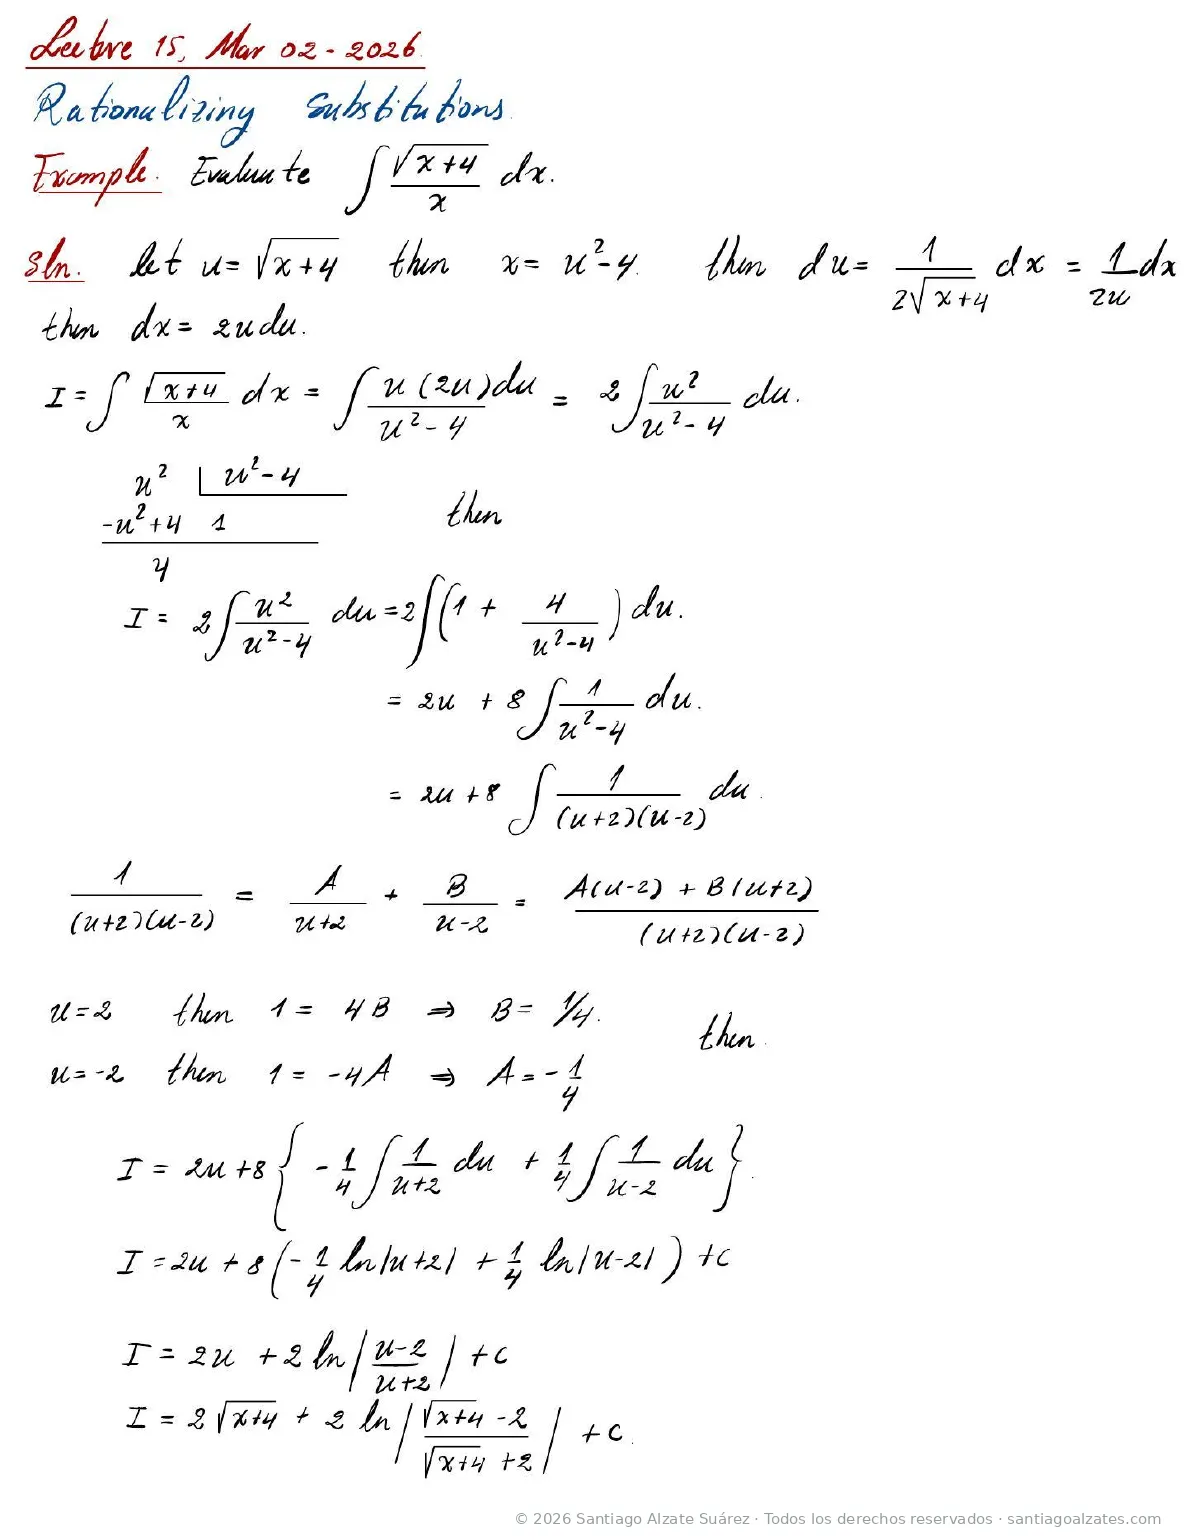 Lecture 15, Mar 02-2026.
Rationalizing Substitutions.
Example. Evaluate ∫ √(x+4)/x dx.
Sln. let u = √(x+4) then x = u²-4. then du = 1/(2√(x+4)) dx = 1/(2u) dx
then dx = 2u du.
I = ∫ √(x+4)/x dx = ∫ u(2u)du/(u²-4) = 2∫ u²/(u²-4) du.
u² | u²-4
-u²+4 1 then
4
I = 2∫ u²/(u²-4) du = 2∫(1 + 4/(u²-4)) du.
= 2u + 8∫ 1/(u²-4) du.
= 2u + 8 ∫ 1/((u+2)(u-2)) du.
1/((u+2)(u-2)) = A/(u+2) + B/(u-2) = (A(u-2) + B(u+2))/((u+2)(u-2))
u=2 then 1 = 4B ⇒ B = 1/4.
then.
u=-2 then 1 = -4A ⇒ A = -1/4
I = 2u+8{ -1/4 ∫ 1/(u+2) du + 1/4 ∫ 1/(u-2) du }.
I = 2u + 8(-1/4 ln|u+2| + 1/4 ln|u-2|) + c
I = 2u + 2 ln|(u-2)/(u+2)| + c
I = 2√(x+4) + 2 ln|(√(x+4) -2)/(√(x+4) +2)| + c.
© 2026 Santiago Alzate Suárez · Todos los derechos reservados · santiagoalzates.com